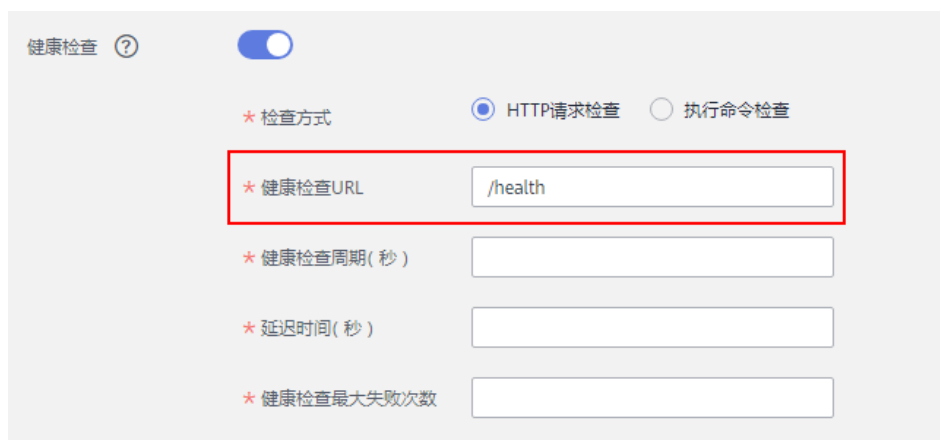 健康检查 ?
* 检查方式 HTTP请求检查 执行命令检查
* 健康检查URL /health
* 健康检查周期(秒)
* 延迟时间(秒)
* 健康检查最大失败次数